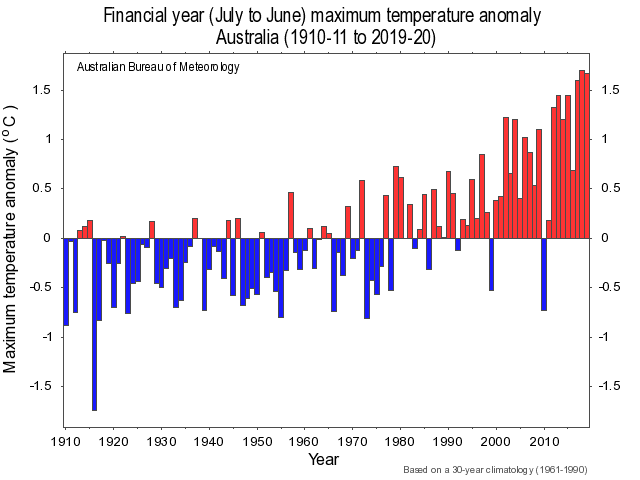 Financial year (July to June) maximum temperature anomaly
Australia (1910-11 to 2019-20)
Australian Bureau of Meteorology
Maximum temperature anomaly (°C)
1.5 1.5
1 1
0.5 0.5
0 0
-0.5 -0.5
-1 -1
-1.5 -1.5
1910 1920 1930 1940 1950 1960 1970 1980 1990 2000 2010
Year
Based on a 30-year climatology (1961-1990)